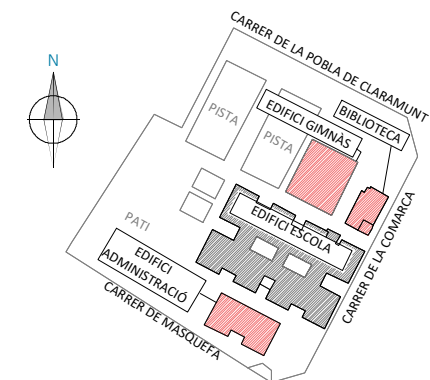 CARRER DE LA POBLA DE CLARAMUNT
N
PISTA
EDIFICI GIMNÀS
BIBLIOTECA
PISTA
EDIFICI ESCOLA
PATI
EDIFICI
ADMINISTRACIÓ
CARRER DE LA COMARCA
CARRER DE MASQUEFA